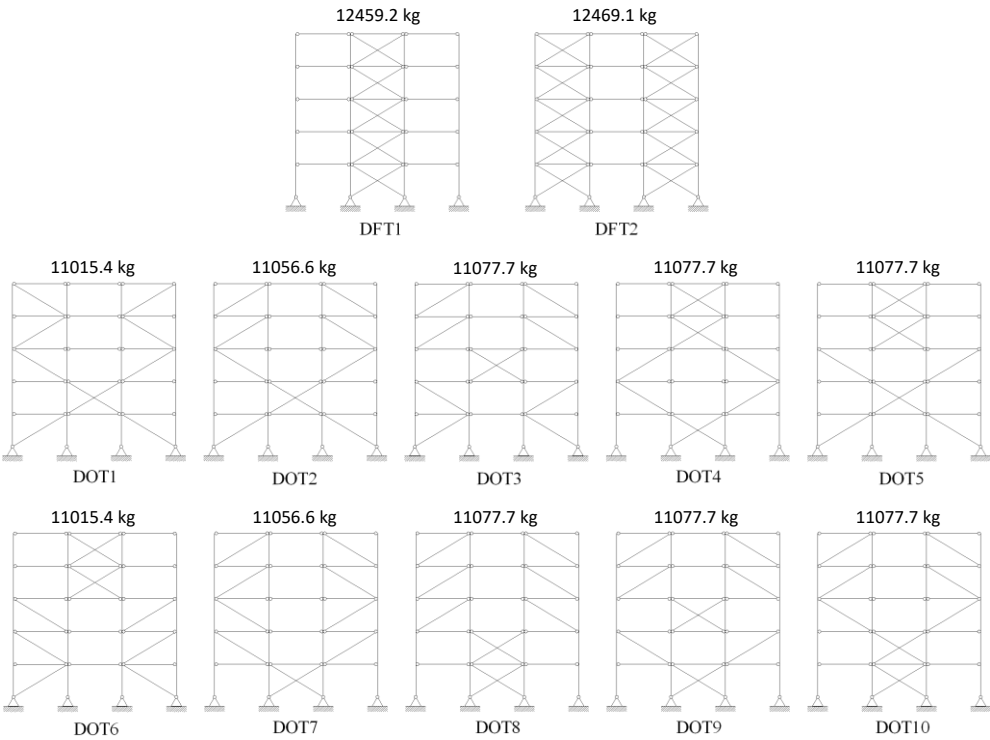 12459.2 kg 12469.1 kg
DFT1 DFT2
11015.4 kg 11056.6 kg 11077.7 kg 11077.7 kg 11077.7 kg
DOT1 DOT2 DOT3 DOT4 DOT5
11015.4 kg 11056.6 kg 11077.7 kg 11077.7 kg 11077.7 kg
DOT6 DOT7 DOT8 DOT9 DOT10